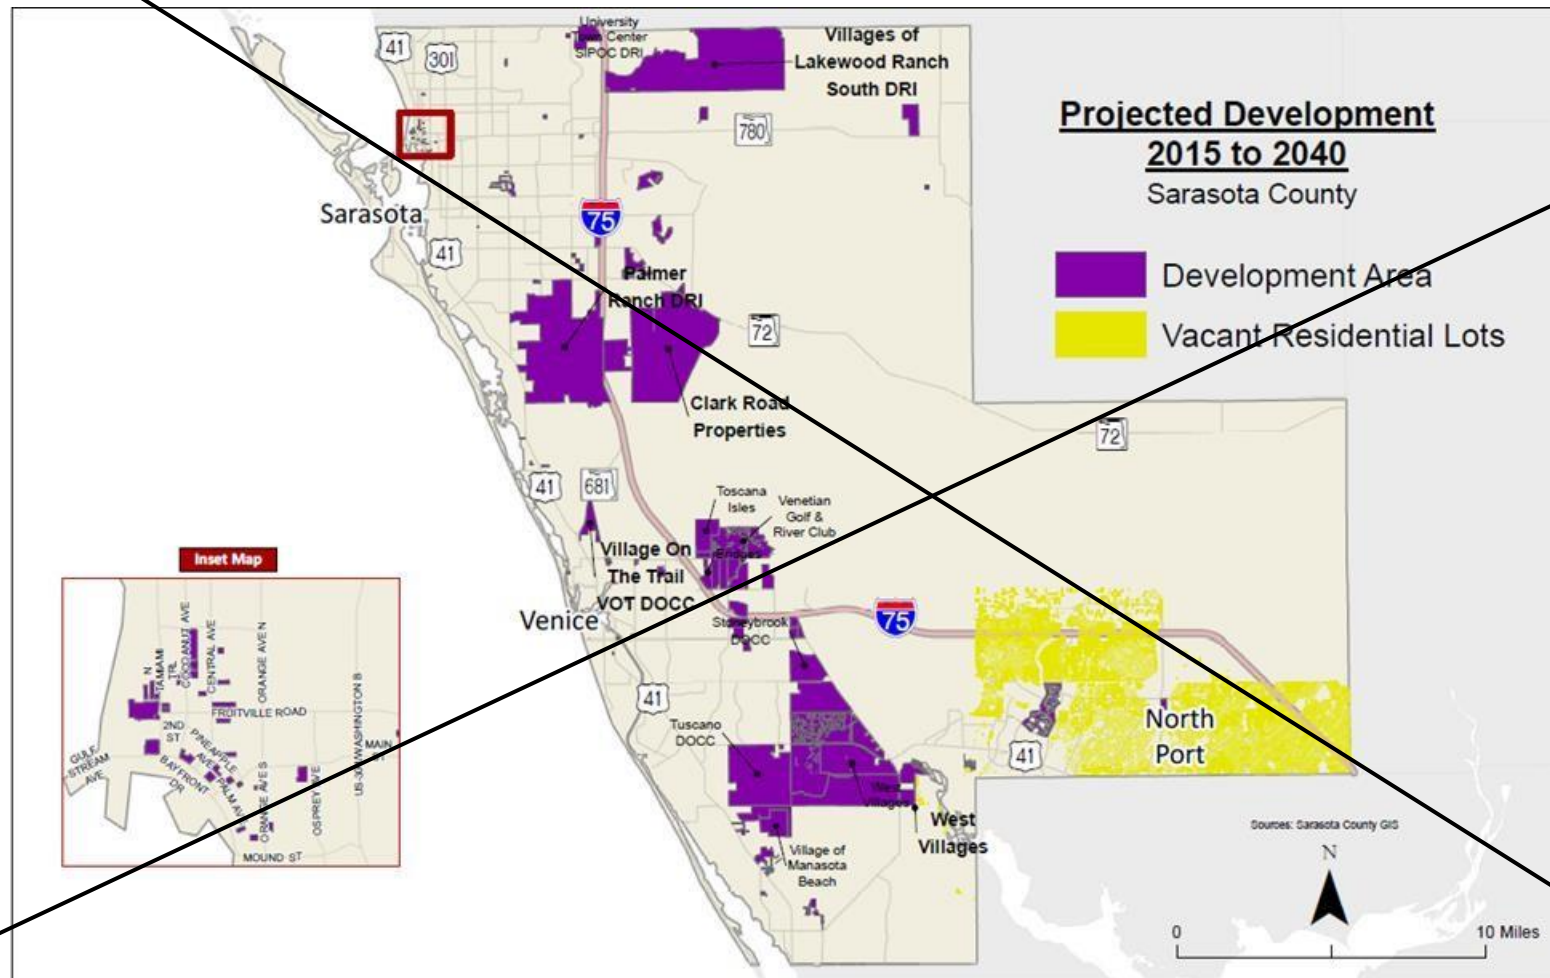 University
Town Center
SIPOC DRI
Villages of
Lakewood Ranch
South DRI
41
301
780
Projected Development
2015 to 2040
Sarasota County
Development Area
Vacant Residential Lots
Sarasota
75
41
Palmer
Ranch DRI
72
Clark Road
Properties
72
41
681
Toscana
Isles
Venetian
Golf &
River Club
Bridges
Village On
The Trail
VOT DOCC
Venice
Stoneybrook
DOCC
75
41
Tuscano
DOCC
West
Villages
North
Port
41
West
Villages
Village of
Manasota
Beach
Inset Map
N
TAMIAMI
TRL
COCOANUT AVE
CENTRAL AVE
ORANGE AVE N
US-301/WASHINGTON B
FRUITVILLE ROAD
2ND
ST
PINEAPPLE
AVE
MAIN
GULF
STREAM
AVE
BAYFRONT
DR
PALM AVE
ORANGE AVE S
OSPREY AVE
MOUND ST
Sources: Sarasota County GIS
N
0
10 Miles